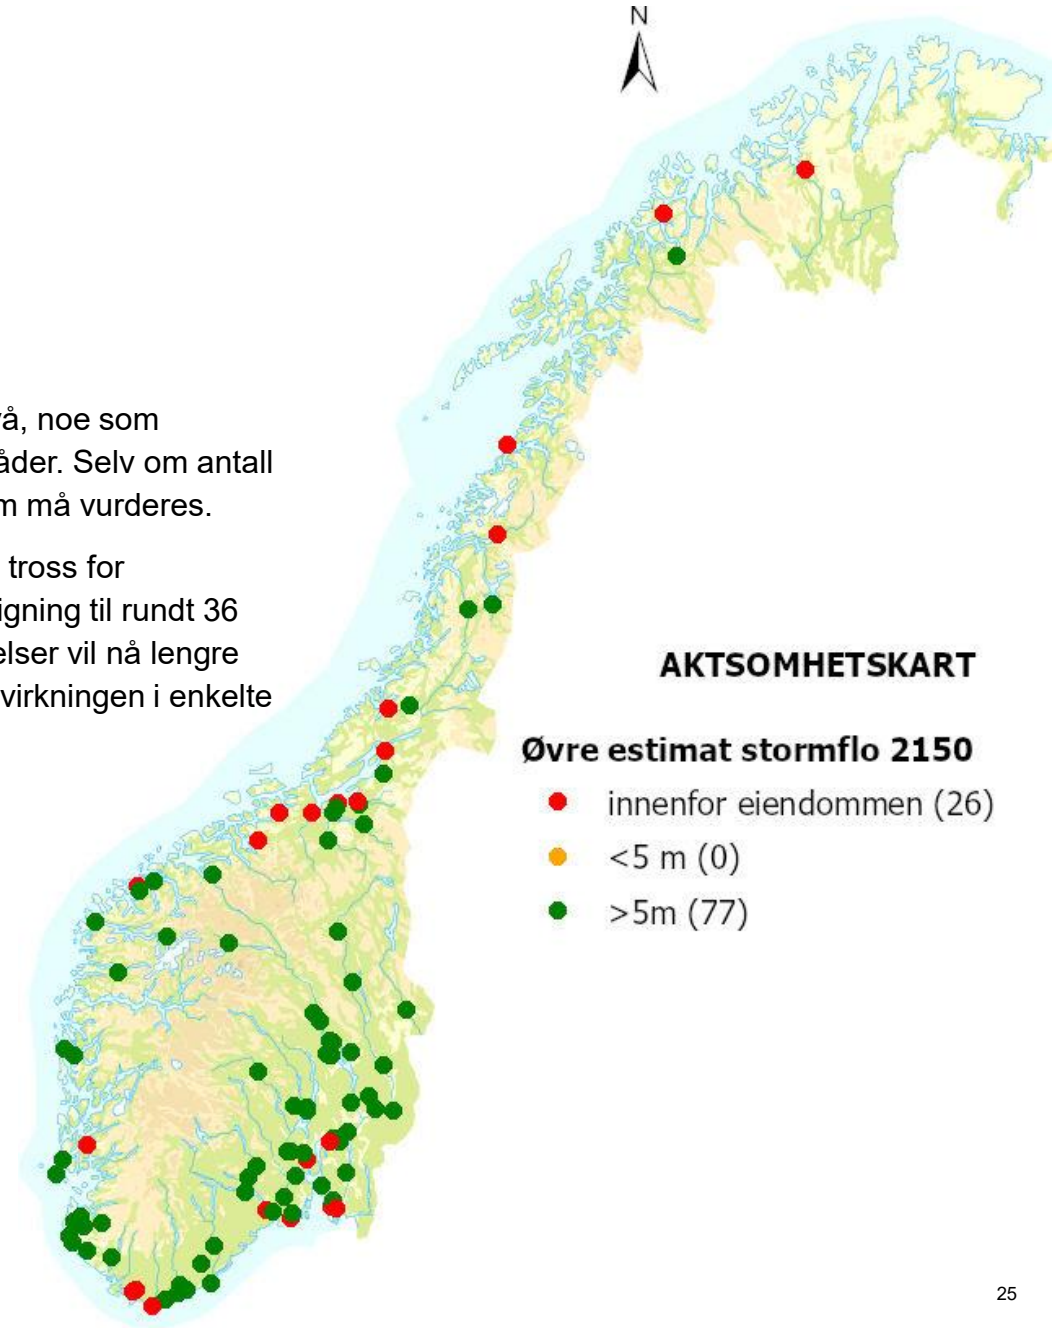 N
å, noe som
åder. Selv om antall
m må vurderes.
tross for
igning til rundt 36
elser vil nå lengre
virkningen i enkelte
AKTSOMHETSKART
Øvre estimat stormflo 2150
innenfor eiendommen (26)
<5 m (0)
>5m (77)
25